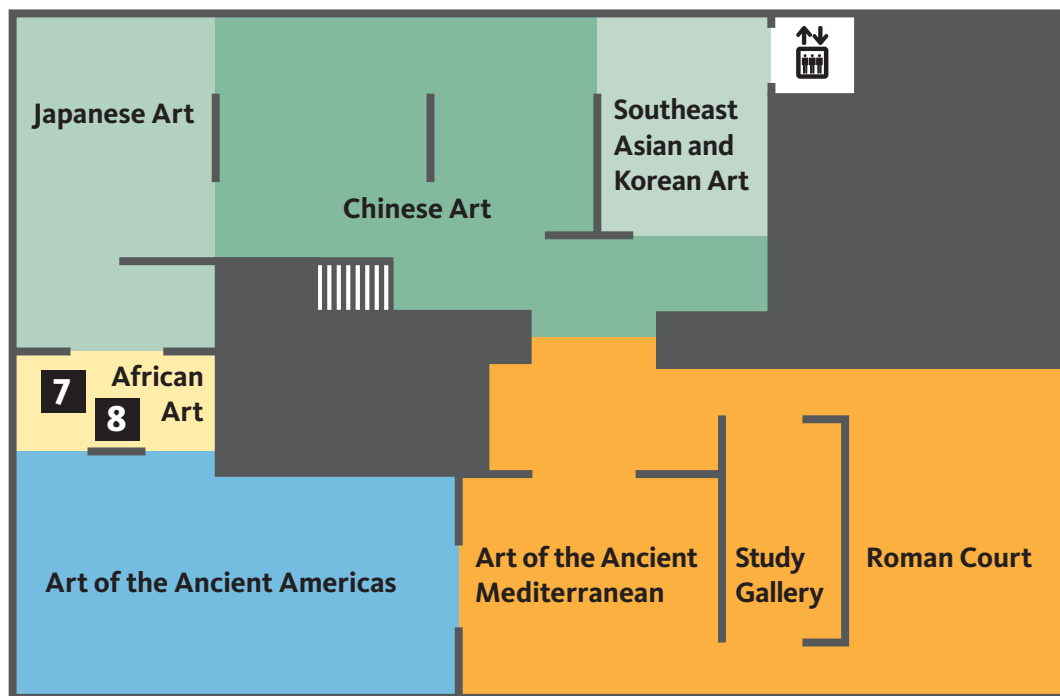 Japanese Art
Southeast
Asian and
Korean Art
Chinese Art
7
8
African
Art
Art of the Ancient Americas
Art of the Ancient
Mediterranean
Study
Gallery
Roman Court